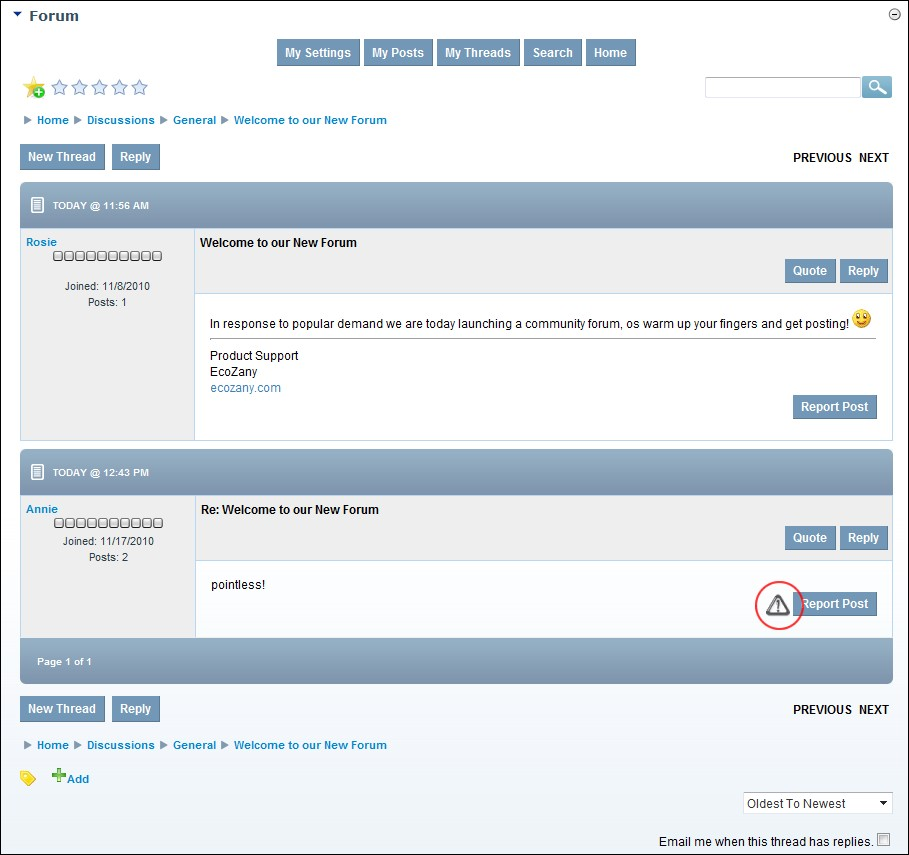 Forum
My Settings My Posts My Threads Search Home
Home Discussions General Welcome to our New Forum
New Thread Reply PREVIOUS NEXT
TODAY @ 11:56 AM
Rosie
Welcome to our New Forum
Quote Reply
Joined: 11/8/2010
Posts: 1
In response to popular demand we are today launching a community forum, os warm up your fingers and get posting!
Product Support
EcoZany
ecozany.com
Report Post
TODAY @ 12:43 PM
Annie
Re: Welcome to our New Forum
Quote Reply
Joined: 11/17/2010
Posts: 2
pointless!
Report Post
Page 1 of 1
New Thread Reply PREVIOUS NEXT
Home Discussions General Welcome to our New Forum
Add
Oldest To Newest
Email me when this thread has replies.